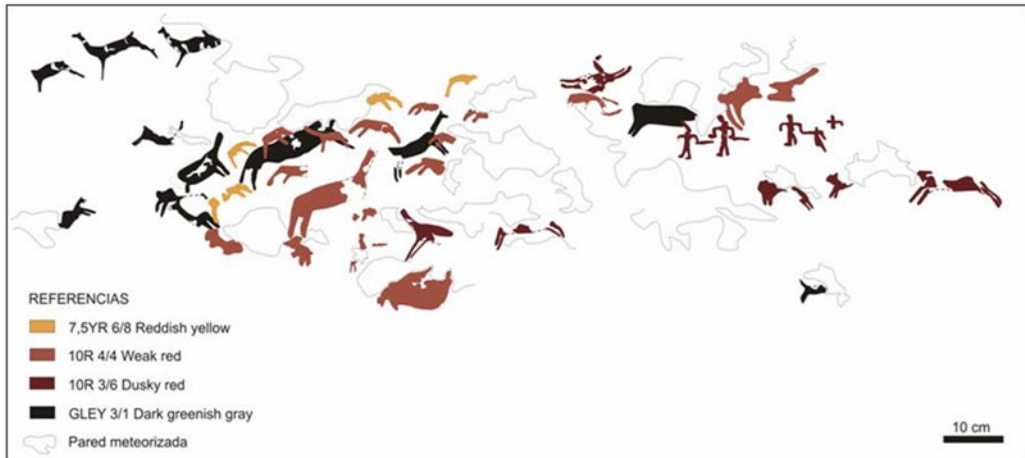 REFERENCIAS
7,5YR 6/8 Reddish yellow
10R 4/4 Weak red
10R 3/6 Dusky red
GLEY 3/1 Dark greenish gray
Pared meteorizada
10 cm